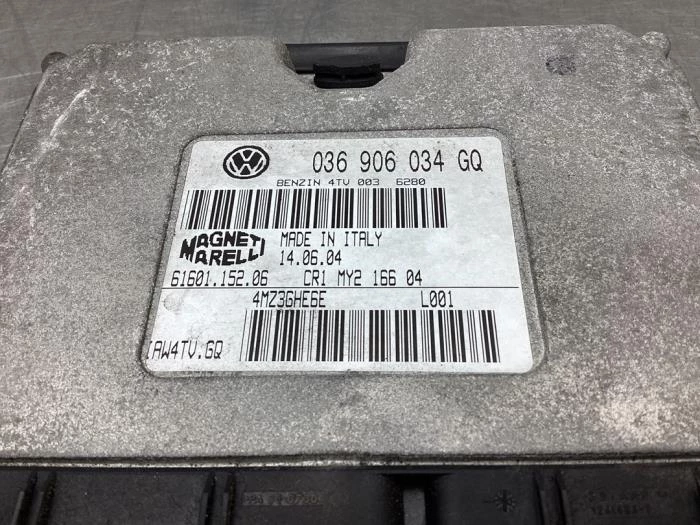 036 906 034 GQ
BENZIN 4TV 003 6280
MAGNETI MARELLI
MADE IN ITALY
14.06.04
61601.152.06 CR1 MY2 166 04
4MZ3GHE6E L001
IAW4TV.GQ